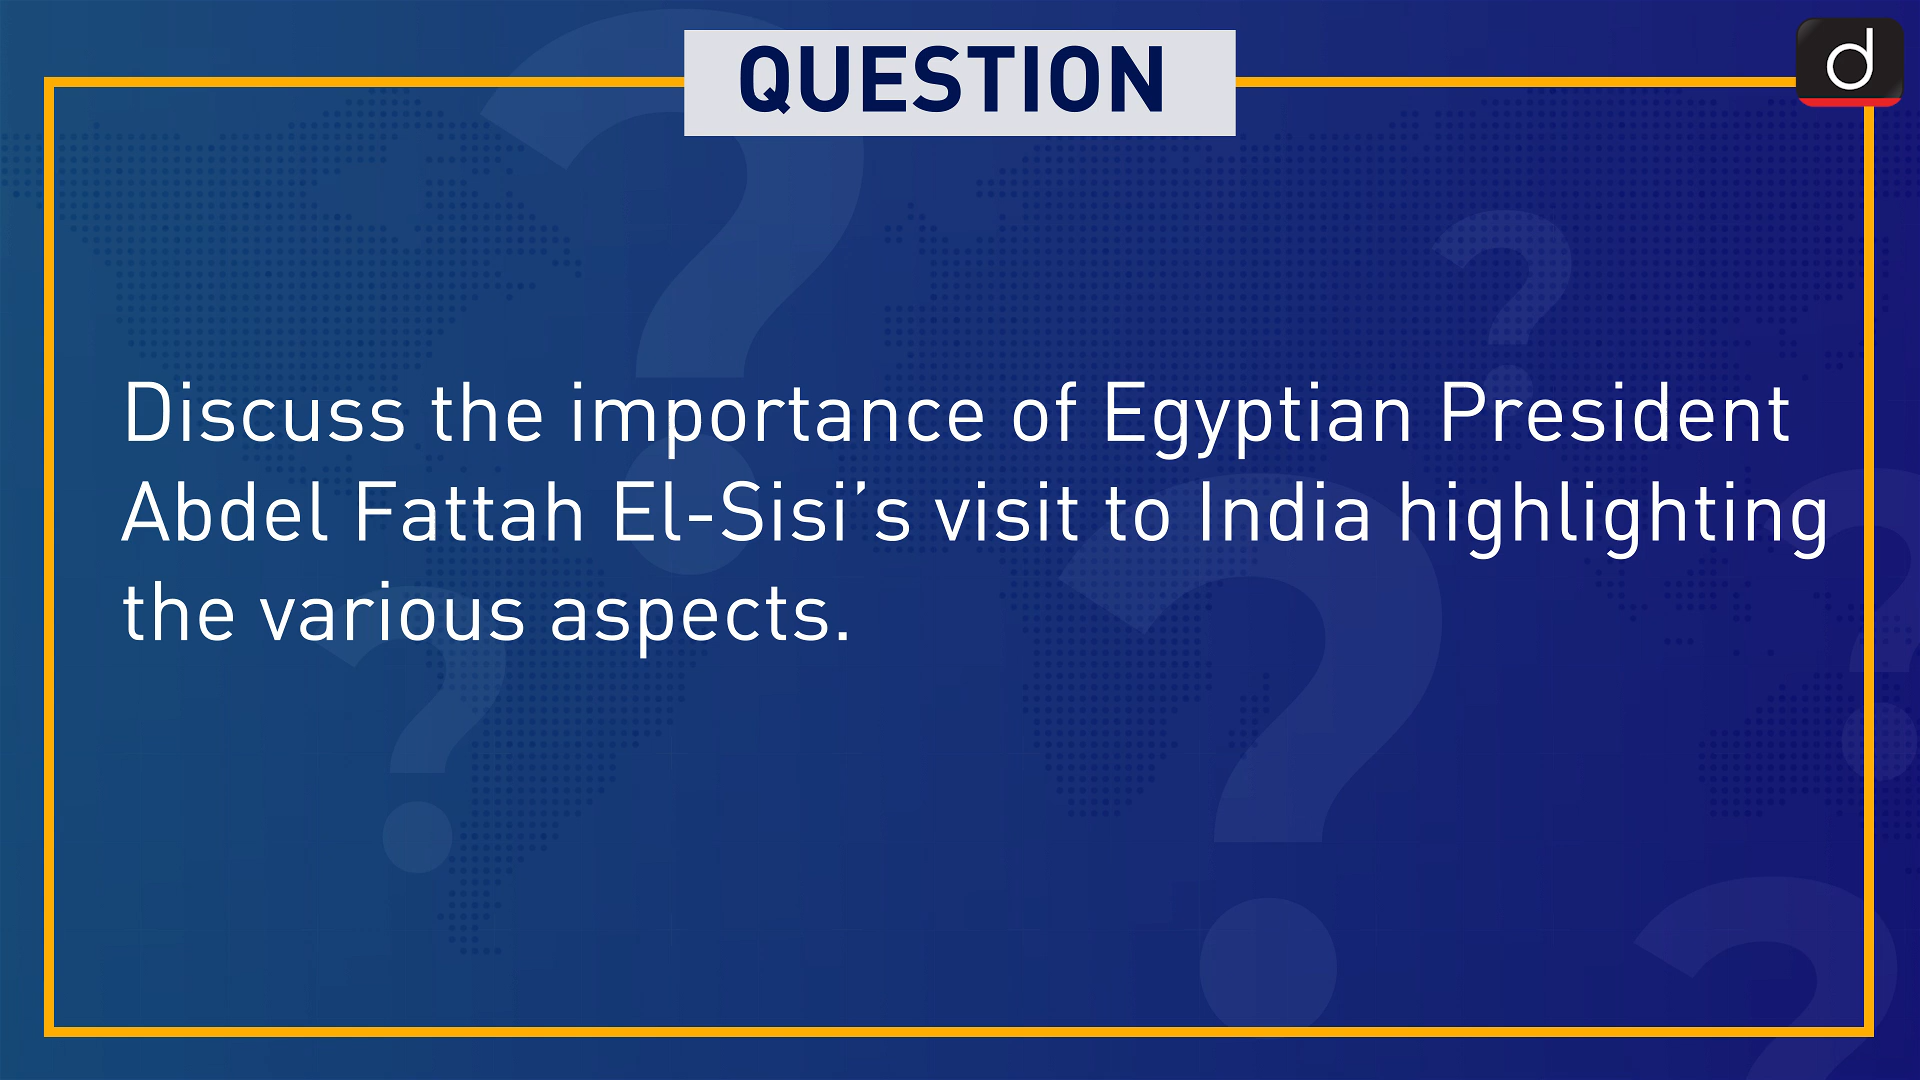 QUESTION
d
Discuss the importance of Egyptian President
Abdel Fattah El-Sisi’s visit to India highlighting
the various aspects.